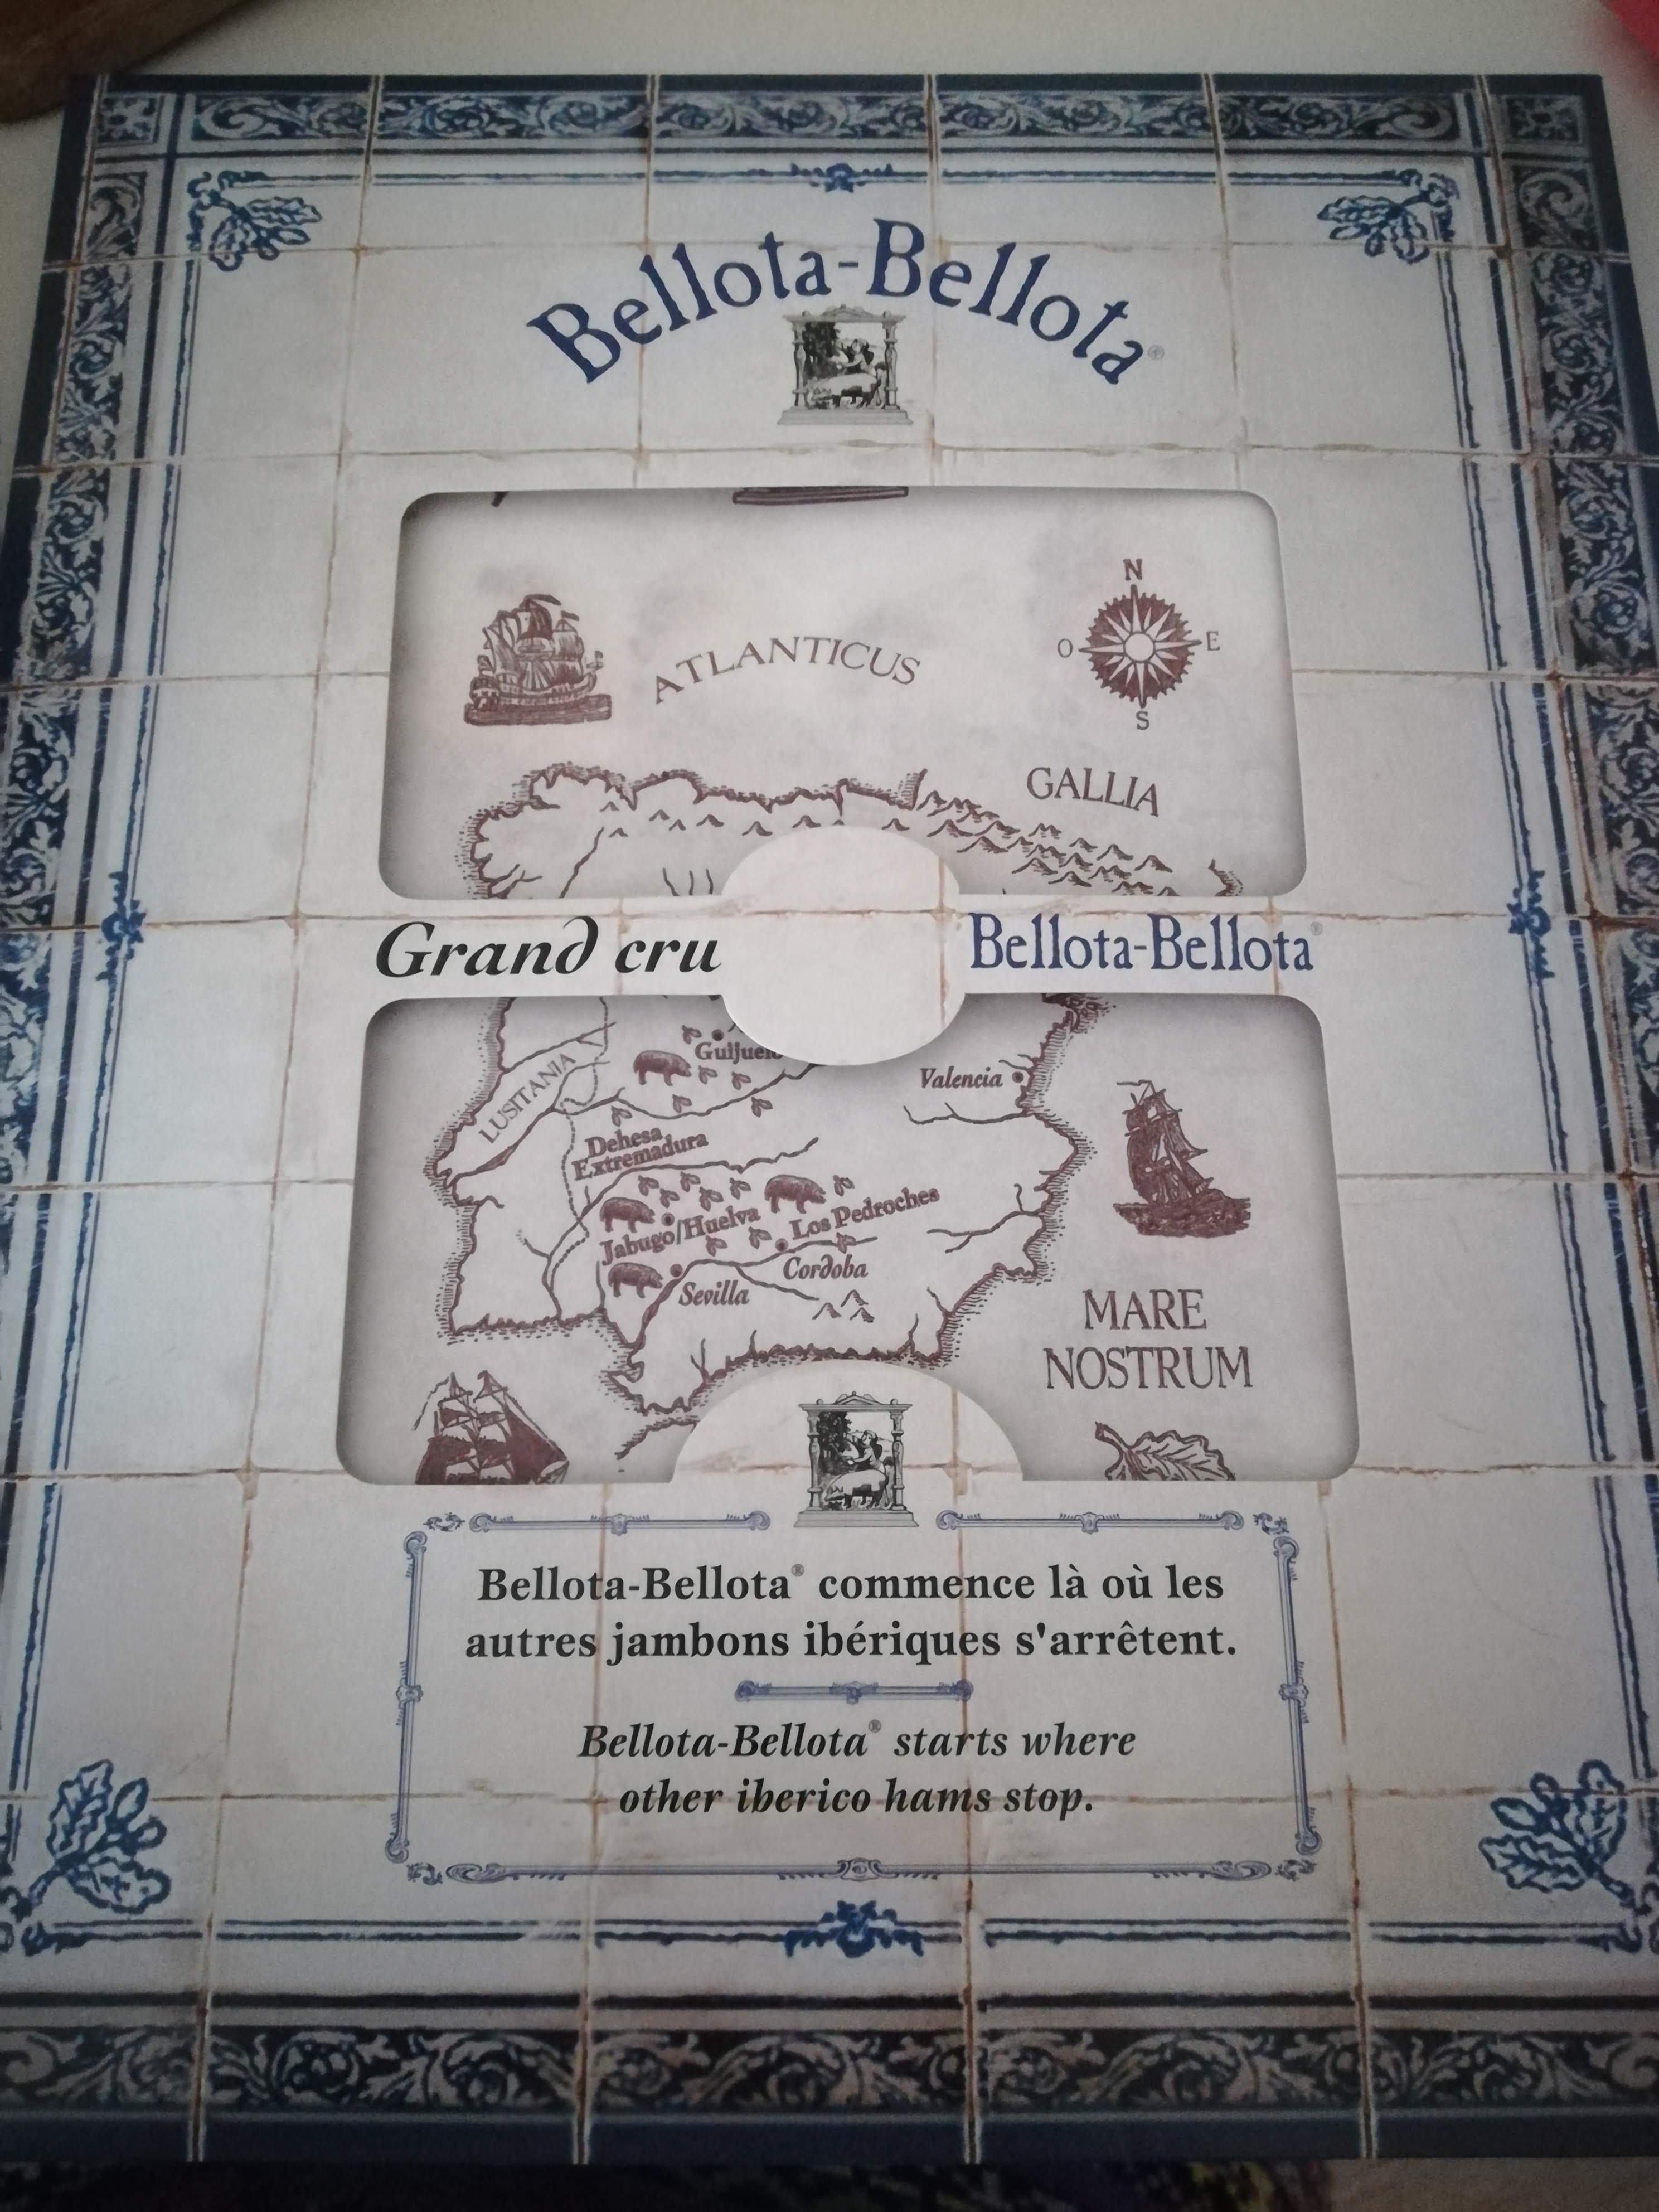 Bellota-Bellota®
N
O E
S
ATLANTICUS
GALLIA
Grand cru
Bellota-Bellota®
LUSITANIA
Valencia
Dehesa
Extremadura
Jabugo/Huelva
Los Pedroches
Cordoba
Sevilla
MARE
NOSTRUM
Bellota-Bellota® commence là où les
autres jambons ibériques s'arrêtent.
Bellota-Bellota® starts where
other iberico hams stop.